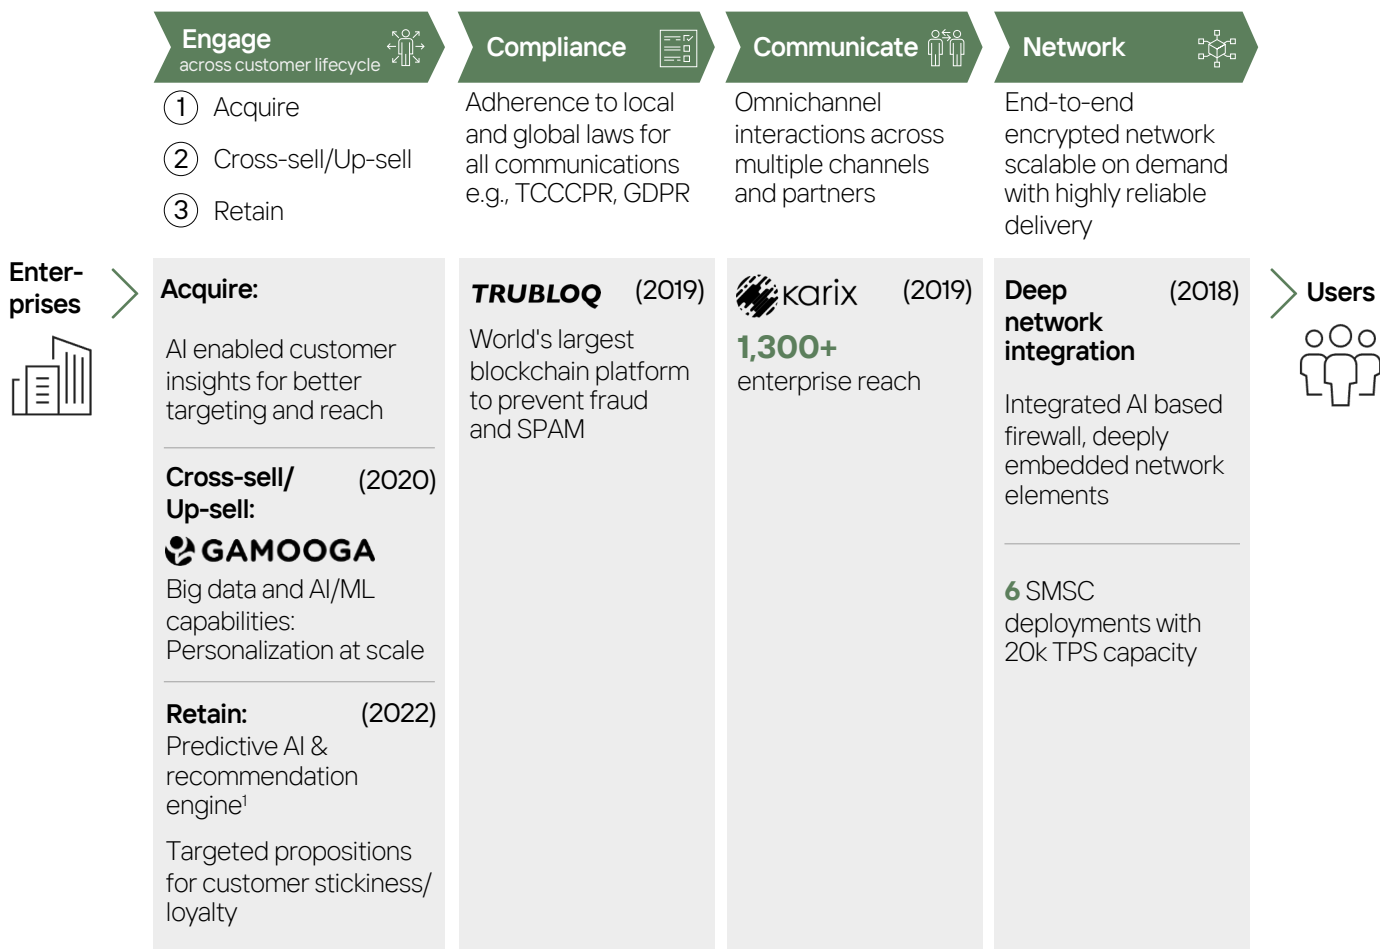 Engage
across customer lifecycle
Compliance
Communicate
Network
1 Acquire
2 Cross-sell/Up-sell
3 Retain
Adherence to local
and global laws for
all communications
e.g., TCCCPR, GDPR
Omnichannel
interactions across
multiple channels
and partners
End-to-end
encrypted network
scalable on demand
with highly reliable
delivery
Enter-
prises
Acquire:
AI enabled customer
insights for better
targeting and reach
Cross-sell/ (2020)
Up-sell:
GAMOOGA
Big data and AI/ML
capabilities:
Personalization at scale
Retain: (2022)
Predictive AI &
recommendation
engine¹
Targeted propositions
for customer stickiness/
loyalty
TRUBLOQ (2019)
World's largest
blockchain platform
to prevent fraud
and SPAM
karix (2019)
1,300+
enterprise reach
Deep (2018)
network
integration
Integrated AI based
firewall, deeply
embedded network
elements
6 SMSC
deployments with
20k TPS capacity
Users